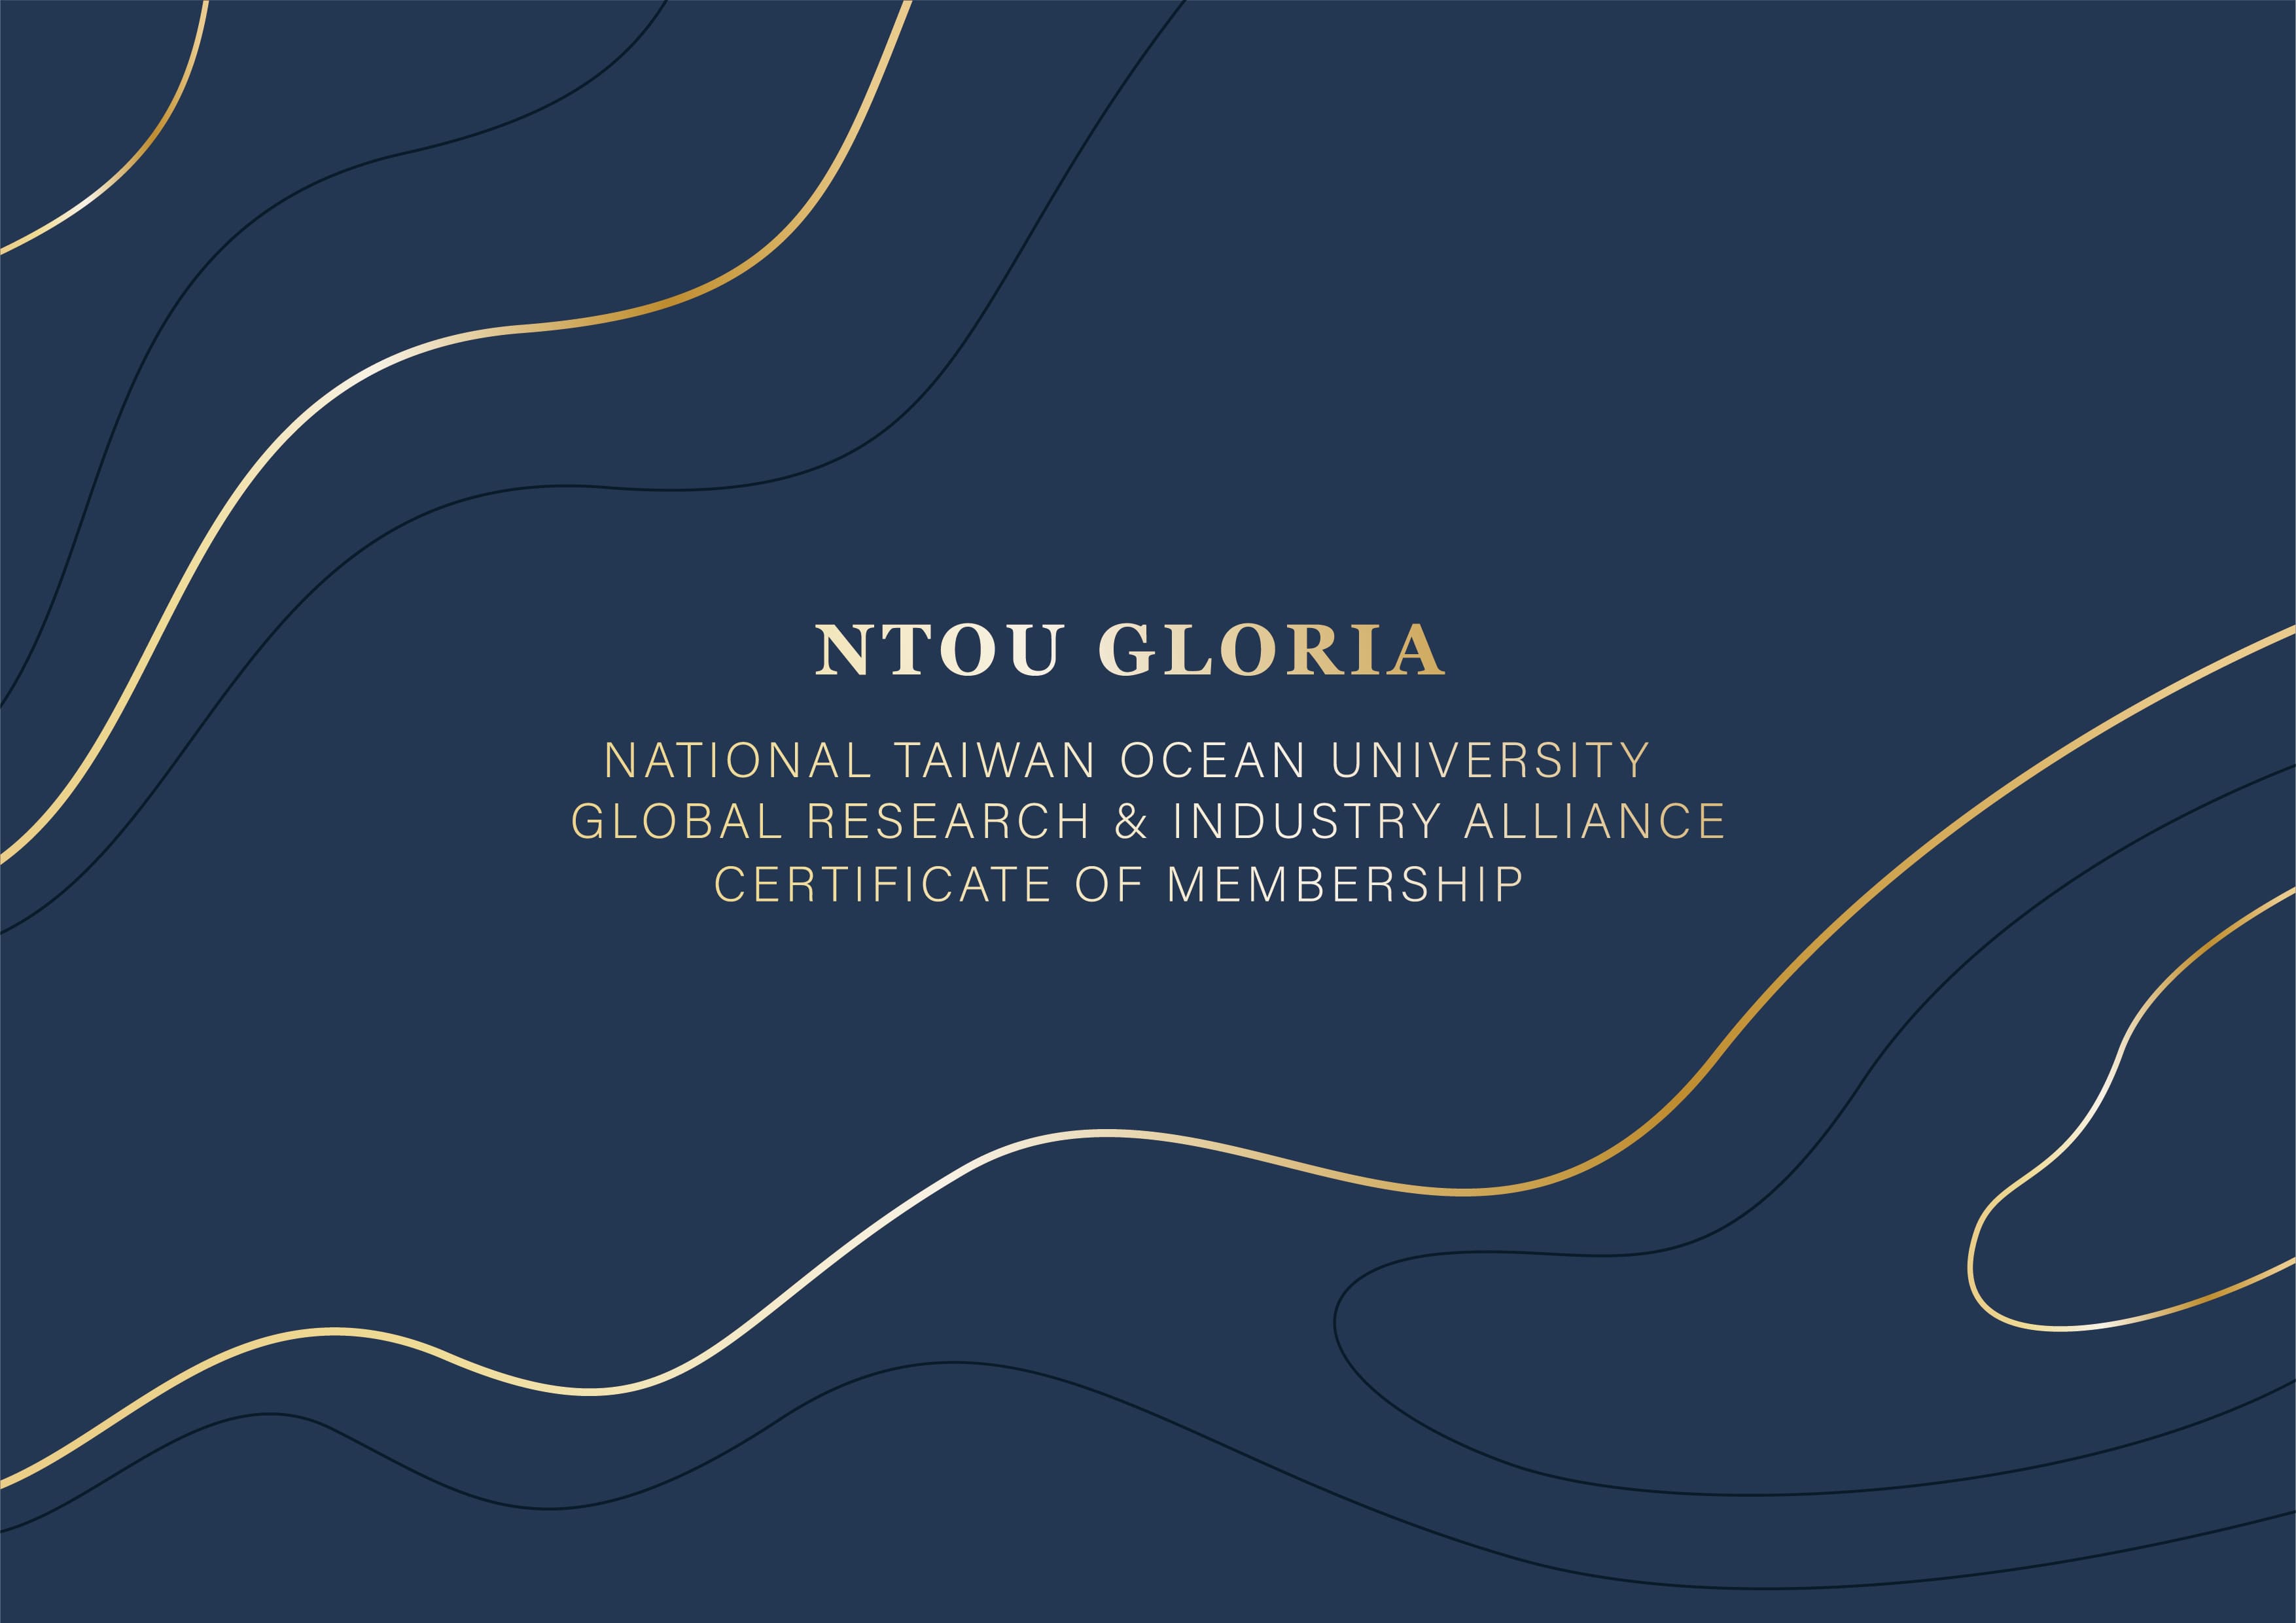 NTOU GLORIA
NATIONAL TAIWAN OCEAN UNIVERSITY
GLOBAL RESEARCH & INDUSTRY ALLIANCE
CERTIFICATE OF MEMBERSHIP